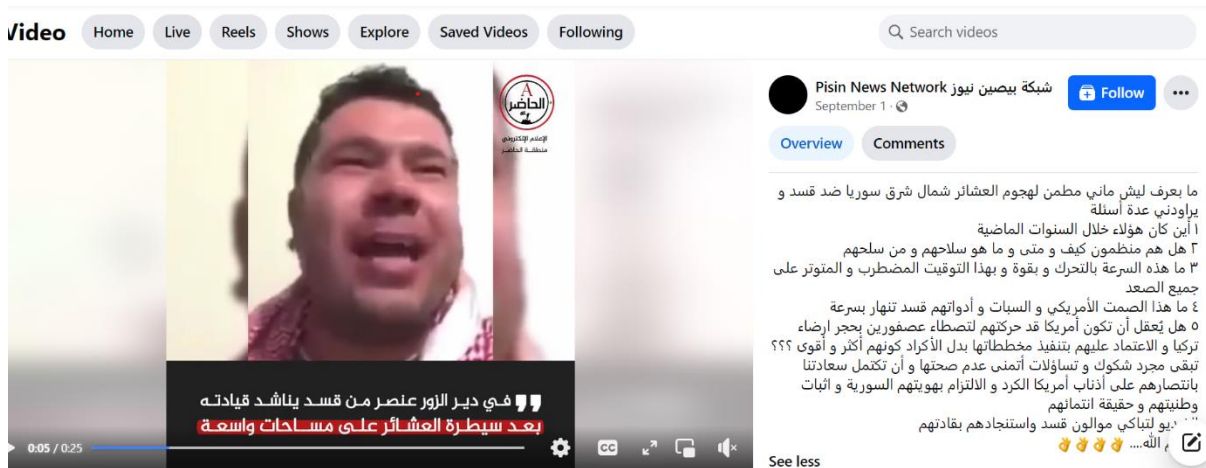 Video
Home
Live
Reels
Shows
Explore
Saved Videos
Following
Search videos
A
الحاضر
الإعلام الإلكتروني
منطقة الحاضر
في دير الزور عنصر من قسد يناشد قيادته
بعد سيطرة العشائر على مساحات واسعة
0:05 / 0:25
CC
شبكة بيصين نيوز Pisin News Network
September 1
Follow
Overview
Comments
ما بعرف ليش ماني مطمن لهجوم العشائر شمال شرق سوريا ضد قسد و
يراودني عدة أسئلة
١ أين كان هؤلاء خلال السنوات الماضية
٢ هل هم منظمون كيف و متى و ما هو سلاحهم و من سلحهم
٣ ما هذه السرعة بالتحرك و بقوة و بهذا التوقيت المضطرب و المتوتر على
جميع الصعد
٤ ما هذا الصمت الأمريكي و السبات و أدواتهم قسد تنهار بسرعة
٥ هل يُعقل أن تكون أمريكا قد حركتهم لتصطاء عصفورين بحجر ارضاء
تركيا و الاعتماد عليهم بتنفيذ مخططاتها بدل الأكراد كونهم أكثر و أقوى ؟؟؟
تبقى مجرد شكوك و تساؤلات أتمنى عدم صحتها و أن تكتمل سعادتنا
بانتصارهم على أذناب أمريكا الكرد و الالتزام بهويتهم السورية و اثبات
وطنيتهم و حقيقة انتمائهم
لتباكي موالون قسد واستنجادهم بقادتهم
الله....
See less